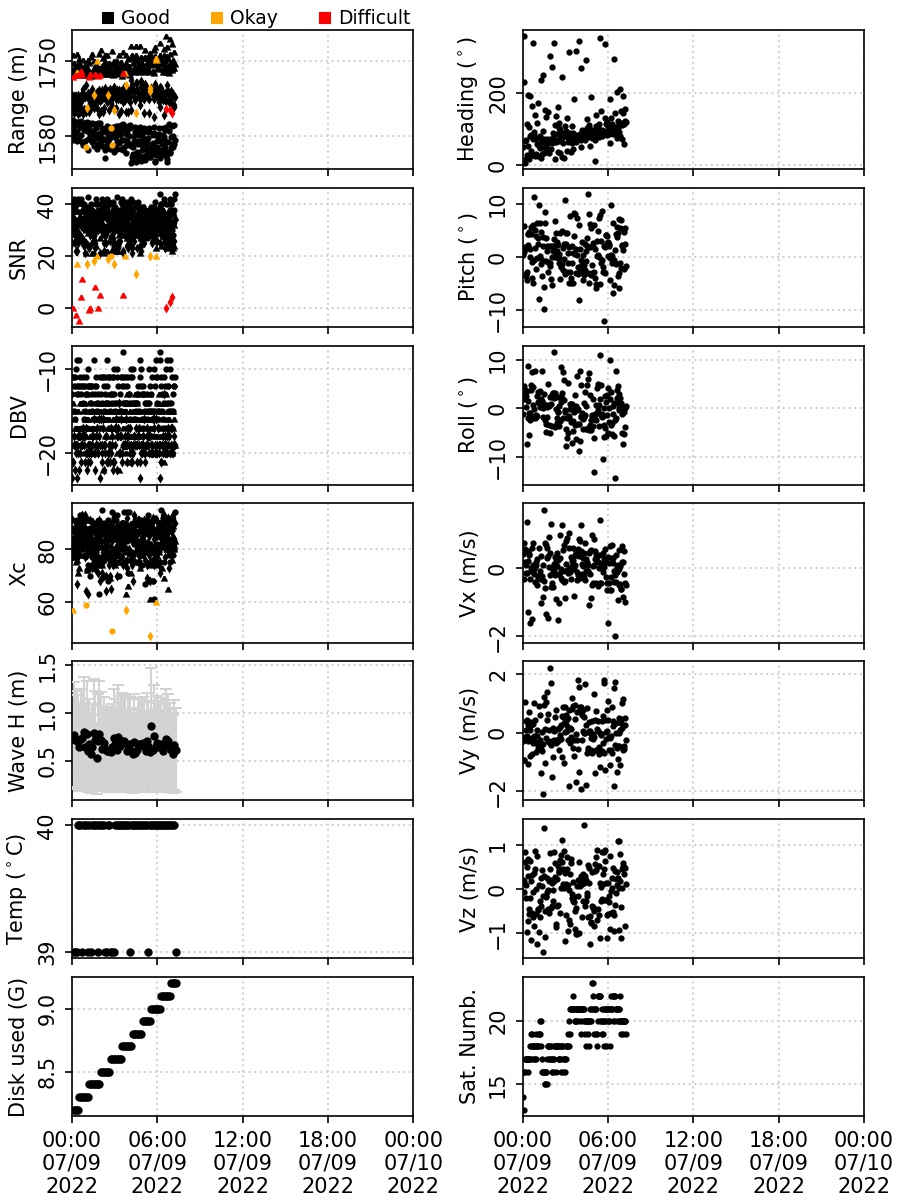 Good Okay Difficult
Range (m)
1750
1580
Heading (°)
200
0
SNR
40
20
0
Pitch (°)
10
0
−10
DBV
−10
−20
Roll (°)
10
0
−10
Xc
80
60
Vx (m/s)
0
−2
Wave H (m)
1.5
1.0
0.5
Vy (m/s)
2
0
−2
Temp (°C)
40
39
Vz (m/s)
1
0
−1
Disk used (G)
9.0
8.5
Sat. Numb.
20
15
00:00 06:00 12:00 18:00 00:00
07/09 07/09 07/09 07/09 07/10
2022 2022 2022 2022 2022
00:00 06:00 12:00 18:00 00:00
07/09 07/09 07/09 07/09 07/10
2022 2022 2022 2022 2022